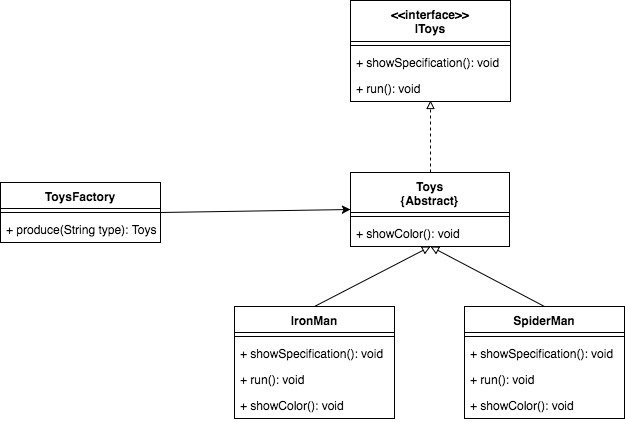 <<interface>>
IToys
+ showSpecification(): void
+ run(): void
ToysFactory
+ produce(String type): Toys
Toys
{Abstract}
+ showColor(): void
IronMan
+ showSpecification(): void
+ run(): void
+ showColor(): void
SpiderMan
+ showSpecification(): void
+ run(): void
+ showColor(): void